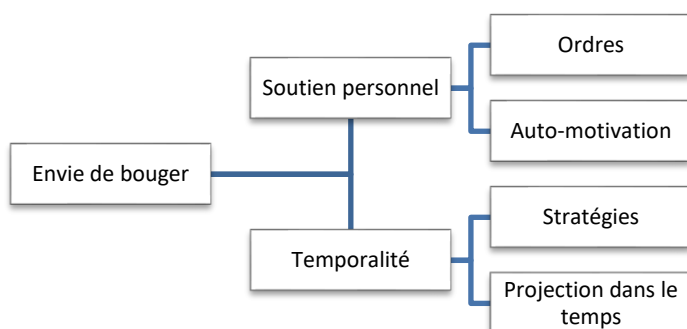 Ordres
Soutien personnel
Auto-motivation
Envie de bouger
Stratégies
Temporalité
Projection dans le
temps